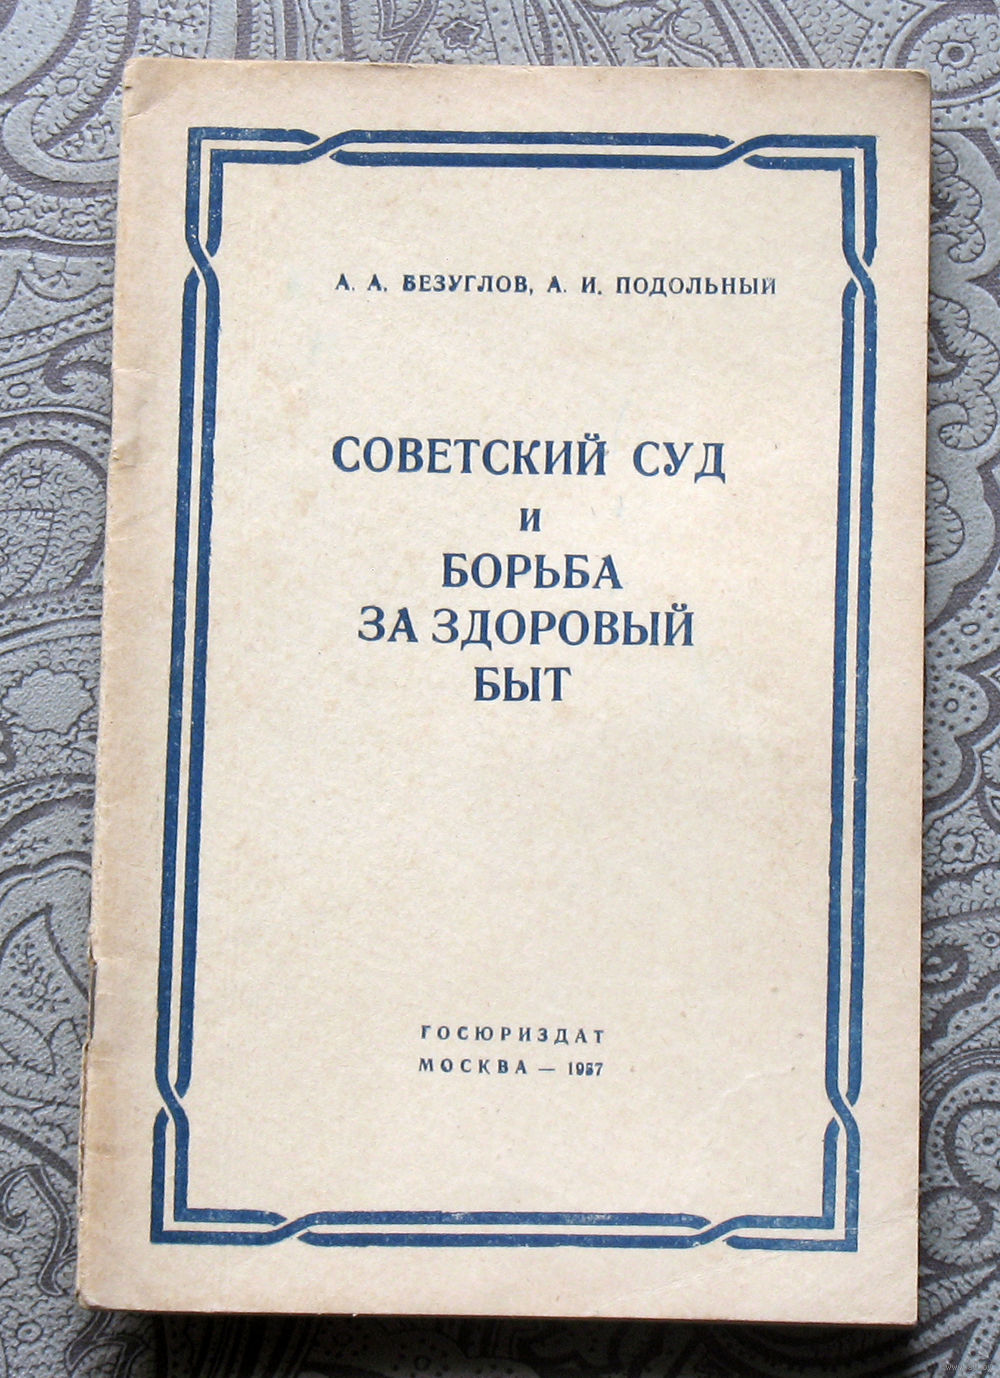 А. А. БЕЗУГЛОВ, А. И. ПОДОЛЬНЫЙ
СОВЕТСКИЙ СУД
И
БОРЬБА
ЗА ЗДОРОВЫЙ
БЫТ
ГОСЮРИЗДАТ
МОСКВА — 1957